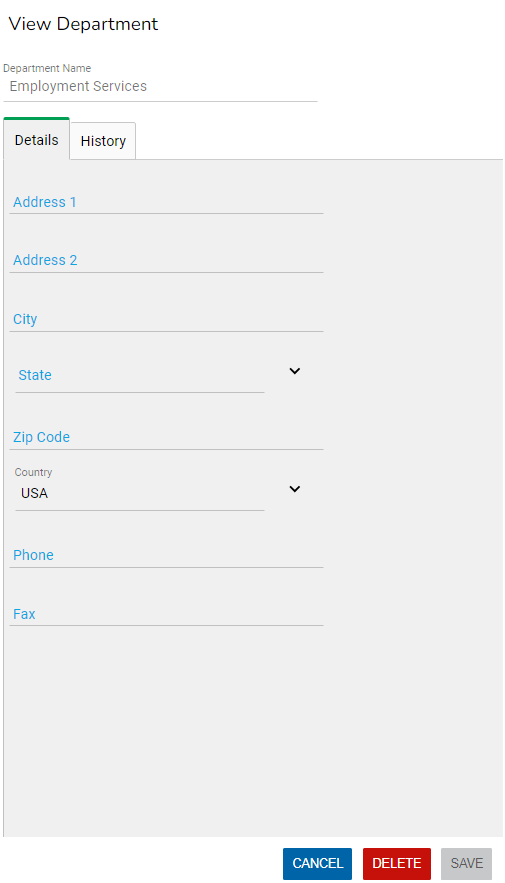 View Department
Department Name
Employment Services
Details History
Address 1
Address 2
City
State
Zip Code
Country
USA
Phone
Fax
CANCEL DELETE SAVE